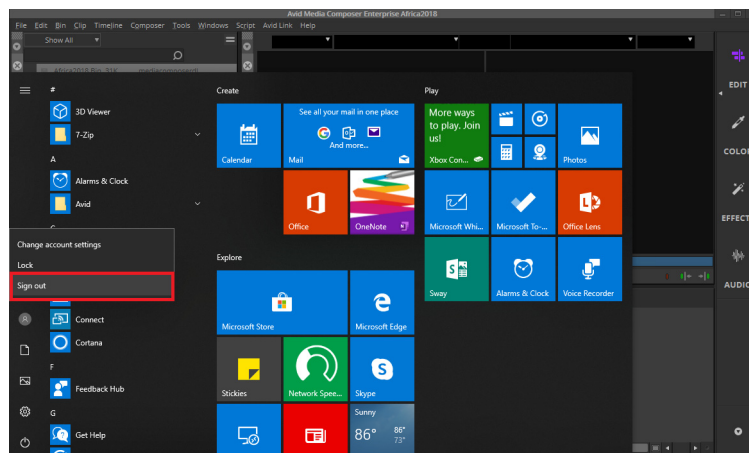 Avid Media Composer Enterprise Africa2018
File Edit Bin Clip Timeline Composer Tools Windows Script Avid Link Help
Show All
Africa2018 Bin
#
3D Viewer
7-Zip
A
Alarms & Clock
Avid
Change account settings
Lock
Sign out
Connect
Cortana
F
Feedback Hub
G
Get Help
Create
Calendar
See all your mail in one place
And more...
Mail
Office
OneNote
Explore
Microsoft Store
Microsoft Edge
Stickies
Network Spee...
Skype
Sunny
86° 86°
73°
Play
More ways
to play. Join
us!
Xbox Con...
Photos
Microsoft Whi...
Microsoft To-...
Office Lens
Sway
Alarms & Clock
Voice Recorder
EDIT
COLO
EFFECT
AUDIO